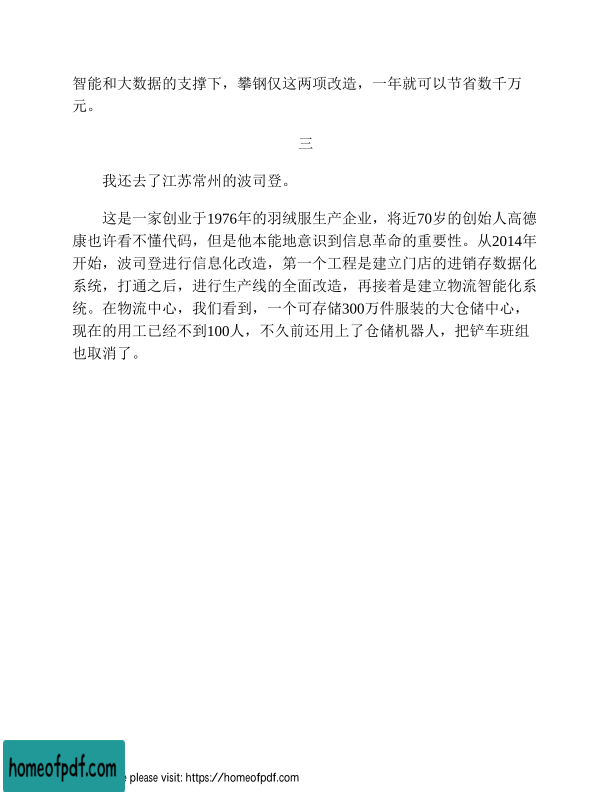 智能和大数据的支撑下，攀钢仅这两项改造，一年就可以节省数千万
元。
三
我还去了江苏常州的波司登。
这是一家创业于1976年的羽绒服生产企业，将近70岁的创始人高德
康也许看不懂代码，但是他本能地意识到信息革命的重要性。从2014年
开始，波司登进行信息化改造，第一个工程是建立门店的进销存数据化
系统，打通之后，进行生产线的全面改造，再接着是建立物流智能化系
统。在物流中心，我们看到，一个可存储300万件服装的大仓储中心，
现在的用工已经不到100人，不久前还用上了仓储机器人，把铲车班组
也取消了。
homeofpdf.com
please visit: https://homeofpdf.com